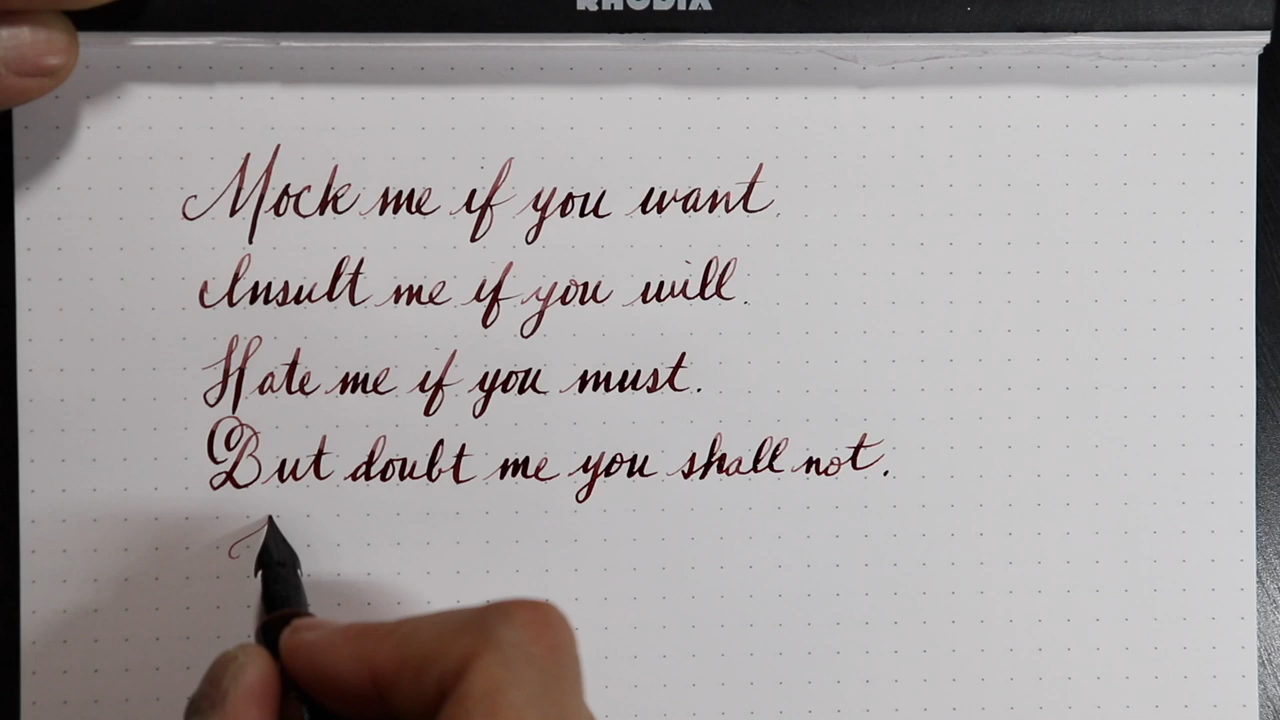 RHODIA
Mock me if you want.
Insult me if you will.
Hate me if you must.
But doubt me you shall not.